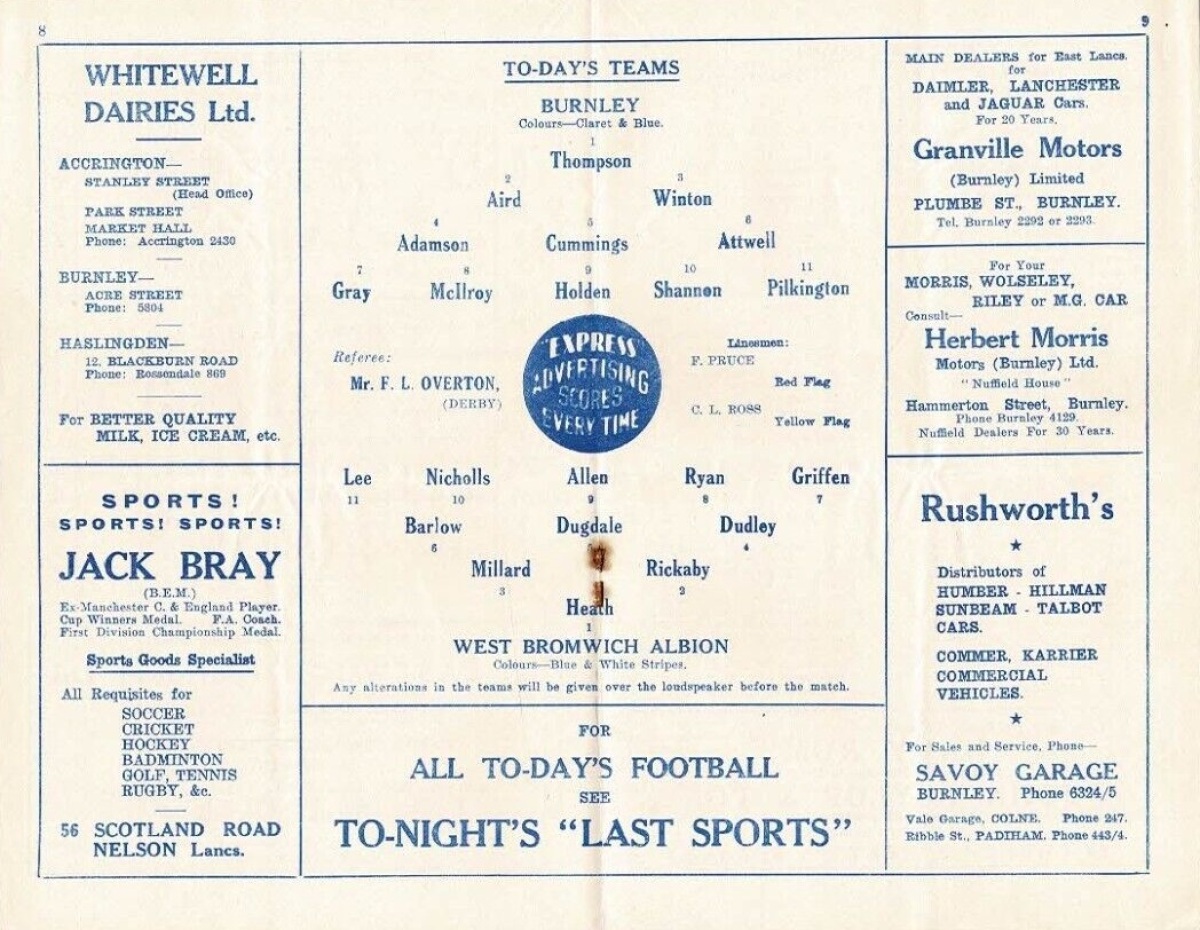 8
9
WHITEWELL
DAIRIES Ltd.
ACCRINGTON—
STANLEY STREET
(Head Office)
PARK STREET
MARKET HALL
Phone: Accrington 2430
BURNLEY—
ACRE STREET
Phone: 5804
HASLINGDEN—
12, BLACKBURN ROAD
Phone: Rossendale 869
For BETTER QUALITY
MILK, ICE CREAM, etc.
SPORTS!
SPORTS! SPORTS!
JACK BRAY
(B.E.M.)
Ex-Manchester C. & England Player.
Cup Winners Medal. F.A. Coach.
First Division Championship Medal.
Sports Goods Specialist
All Requisites for
SOCCER
CRICKET
HOCKEY
BADMINTON
GOLF, TENNIS
RUGBY, &c.
56 SCOTLAND ROAD
NELSON Lancs.
TO-DAY'S TEAMS
BURNLEY
Colours—Claret & Blue.
1
Thompson
2 3
Aird Winton
4 5 6
Adamson Cummings Attwell
7 8 9 10 11
Gray McIlroy Holden Shannon Pilkington
Referee:
Mr. F. L. OVERTON,
(DERBY)
"EXPRESS"
ADVERTISING
SCORES
EVERY TIME
Linesmen:
F. PRUCE
Red Flag
C. L. ROSS
Yellow Flag
Lee Nicholls Allen Ryan Griffen
11 10 9 8 7
Barlow Dugdale Dudley
6 4
Millard Rickaby
3 2
Heath
1
WEST BROMWICH ALBION
Colours—Blue & White Stripes.
Any alterations in the teams will be given over the loudspeaker before the match.
FOR
ALL TO-DAY'S FOOTBALL
SEE
TO-NIGHT'S "LAST SPORTS"
MAIN DEALERS for East Lancs.
for
DAIMLER, LANCHESTER
and JAGUAR Cars.
For 20 Years.
Granville Motors
(Burnley) Limited
PLUMBE ST., BURNLEY.
Tel. Burnley 2292 or 2293.
For Your
MORRIS, WOLSELEY,
RILEY or M.G. CAR
Consult—
Herbert Morris
Motors (Burnley) Ltd.
"Nuffield House"
Hammerton Street, Burnley.
Phone Burnley 4129.
Nuffield Dealers For 30 Years.
Rushworth's
Distributors of
HUMBER - HILLMAN
SUNBEAM - TALBOT
CARS.
COMMER, KARRIER
COMMERCIAL
VEHICLES.
For Sales and Service, Phone—
SAVOY GARAGE
BURNLEY. Phone 6324/5
Vale Garage, COLNE. Phone 247.
Ribble St., PADIHAM. Phone 443/4.